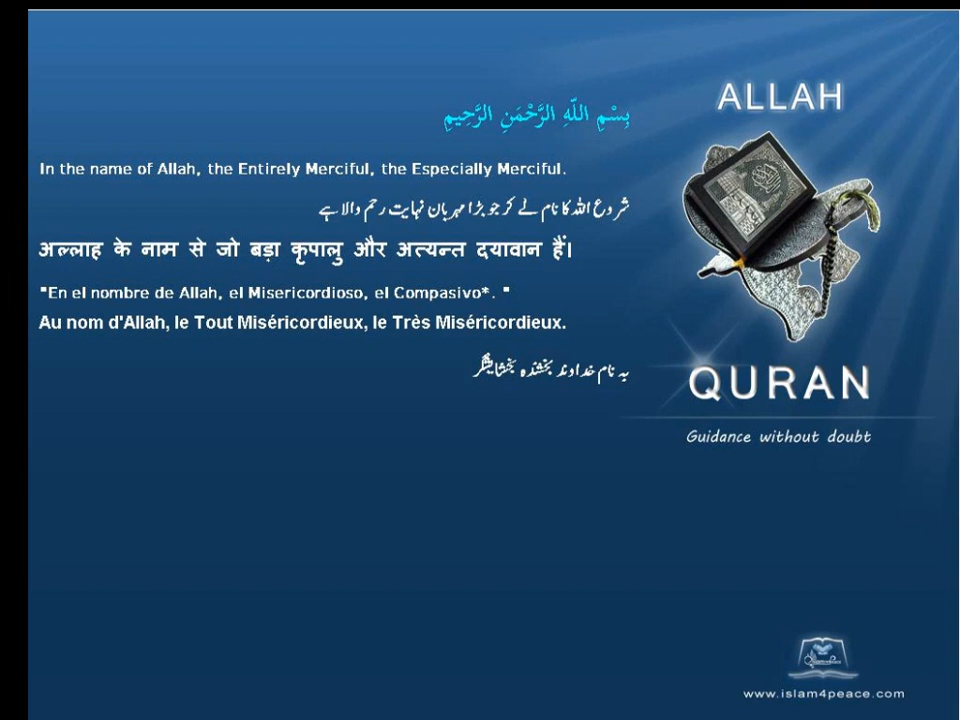 بِسْمِ اللَّهِ الرَّحْمَنِ الرَّحِيمِ
In the name of Allah, the Entirely Merciful, the Especially Merciful.
شروع الله کا نام لے کر جو بڑا مہربان نہایت رحم والا ہے
अल्लाह के नाम से जो बड़ा कृपालु और अत्यन्त दयावान हैं।
"En el nombre de Allah, el Misericordioso, el Compasivo*. "
Au nom d'Allah, le Tout Miséricordieux, le Très Miséricordieux.
به نام خداوند بخشنده بخشایشگر
ALLAH
QURAN
Guidance without doubt
www.islam4peace.com